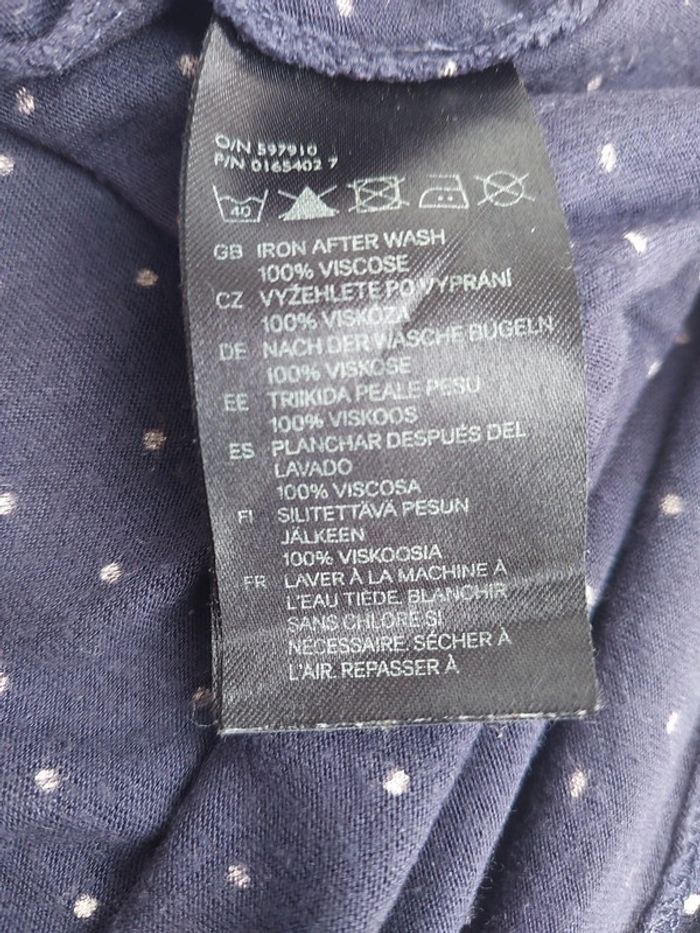 O/N 597910
P/N 0165402 7
40
GB IRON AFTER WASH
100% VISCOSE
CZ VYŽEHLETE PO VYPRÁNÍ
100% VISKÓZA
DE NACH DER WÄSCHE BÜGELN
100% VISKOSE
EE TRIIKIDA PEALE PESU
100% VISKOOS
ES PLANCHAR DESPUÉS DEL
LAVADO
100% VISCOSA
FI SILITETTÄVÄ PESUN
JÄLKEEN
100% VISKOOSIA
FR LAVER À LA MACHINE À
L'EAU TIÈDE. BLANCHIR
SANS CHLORE SI
NÉCESSAIRE. SÉCHER À
L'AIR. REPASSER À